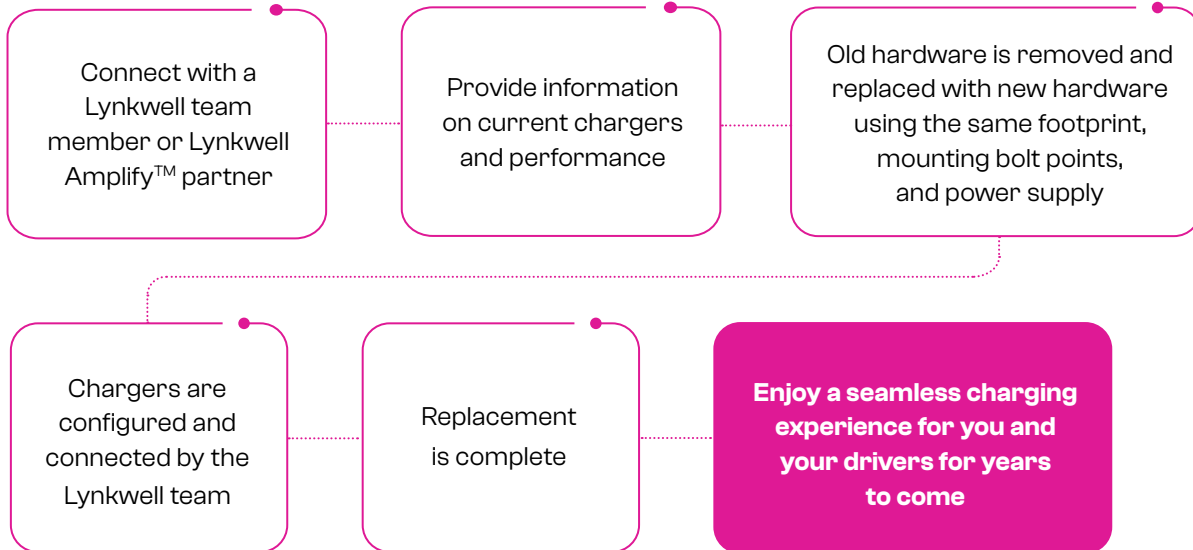 Connect with a
Lynkwell team
member or Lynkwell
Amplify™ partner
Provide information
on current chargers
and performance
Old hardware is removed and
replaced with new hardware
using the same footprint,
mounting bolt points,
and power supply
Chargers are
configured and
connected by the
Lynkwell team
Replacement
is complete
Enjoy a seamless charging
experience for you and
your drivers for years
to come